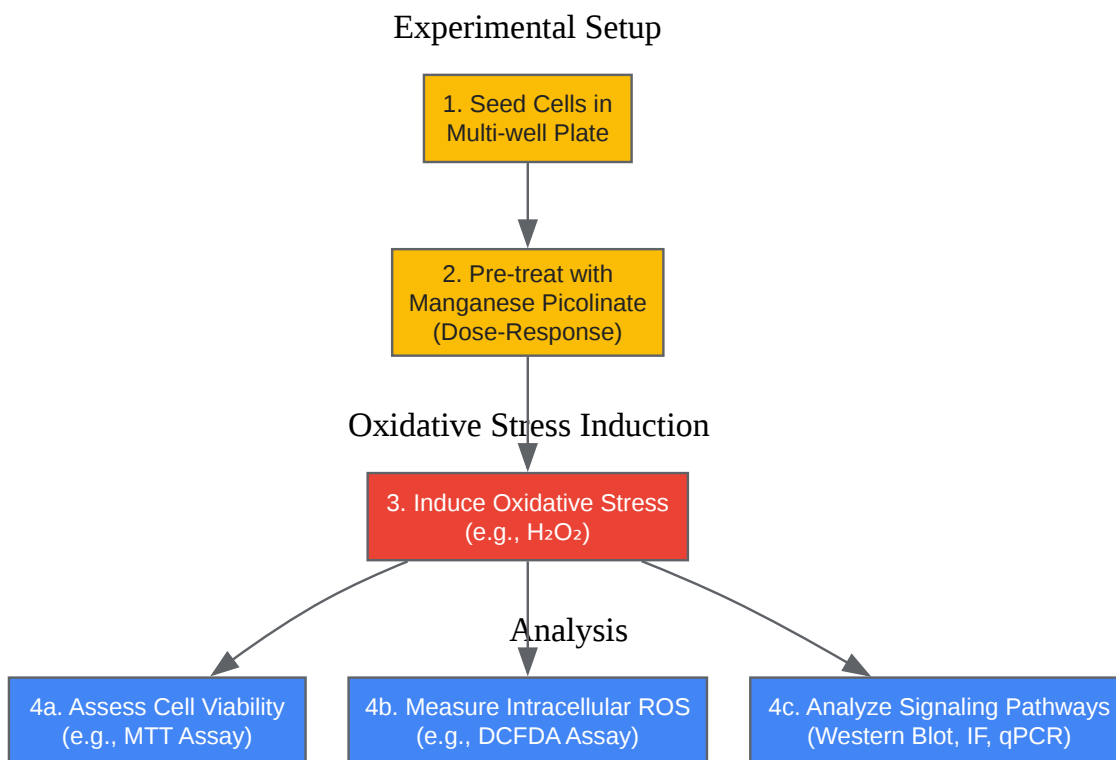 Experimental Setup
1. Seed Cells in
Multi-well Plate
2. Pre-treat with
Manganese Picolinate
(Dose-Response)
Oxidative Stress Induction
3. Induce Oxidative Stress
(e.g., H₂O₂)
Analysis
4a. Assess Cell Viability
(e.g., MTT Assay)
4b. Measure Intracellular ROS
(e.g., DCFDA Assay)
4c. Analyze Signaling Pathways
(Western Blot, IF, qPCR)